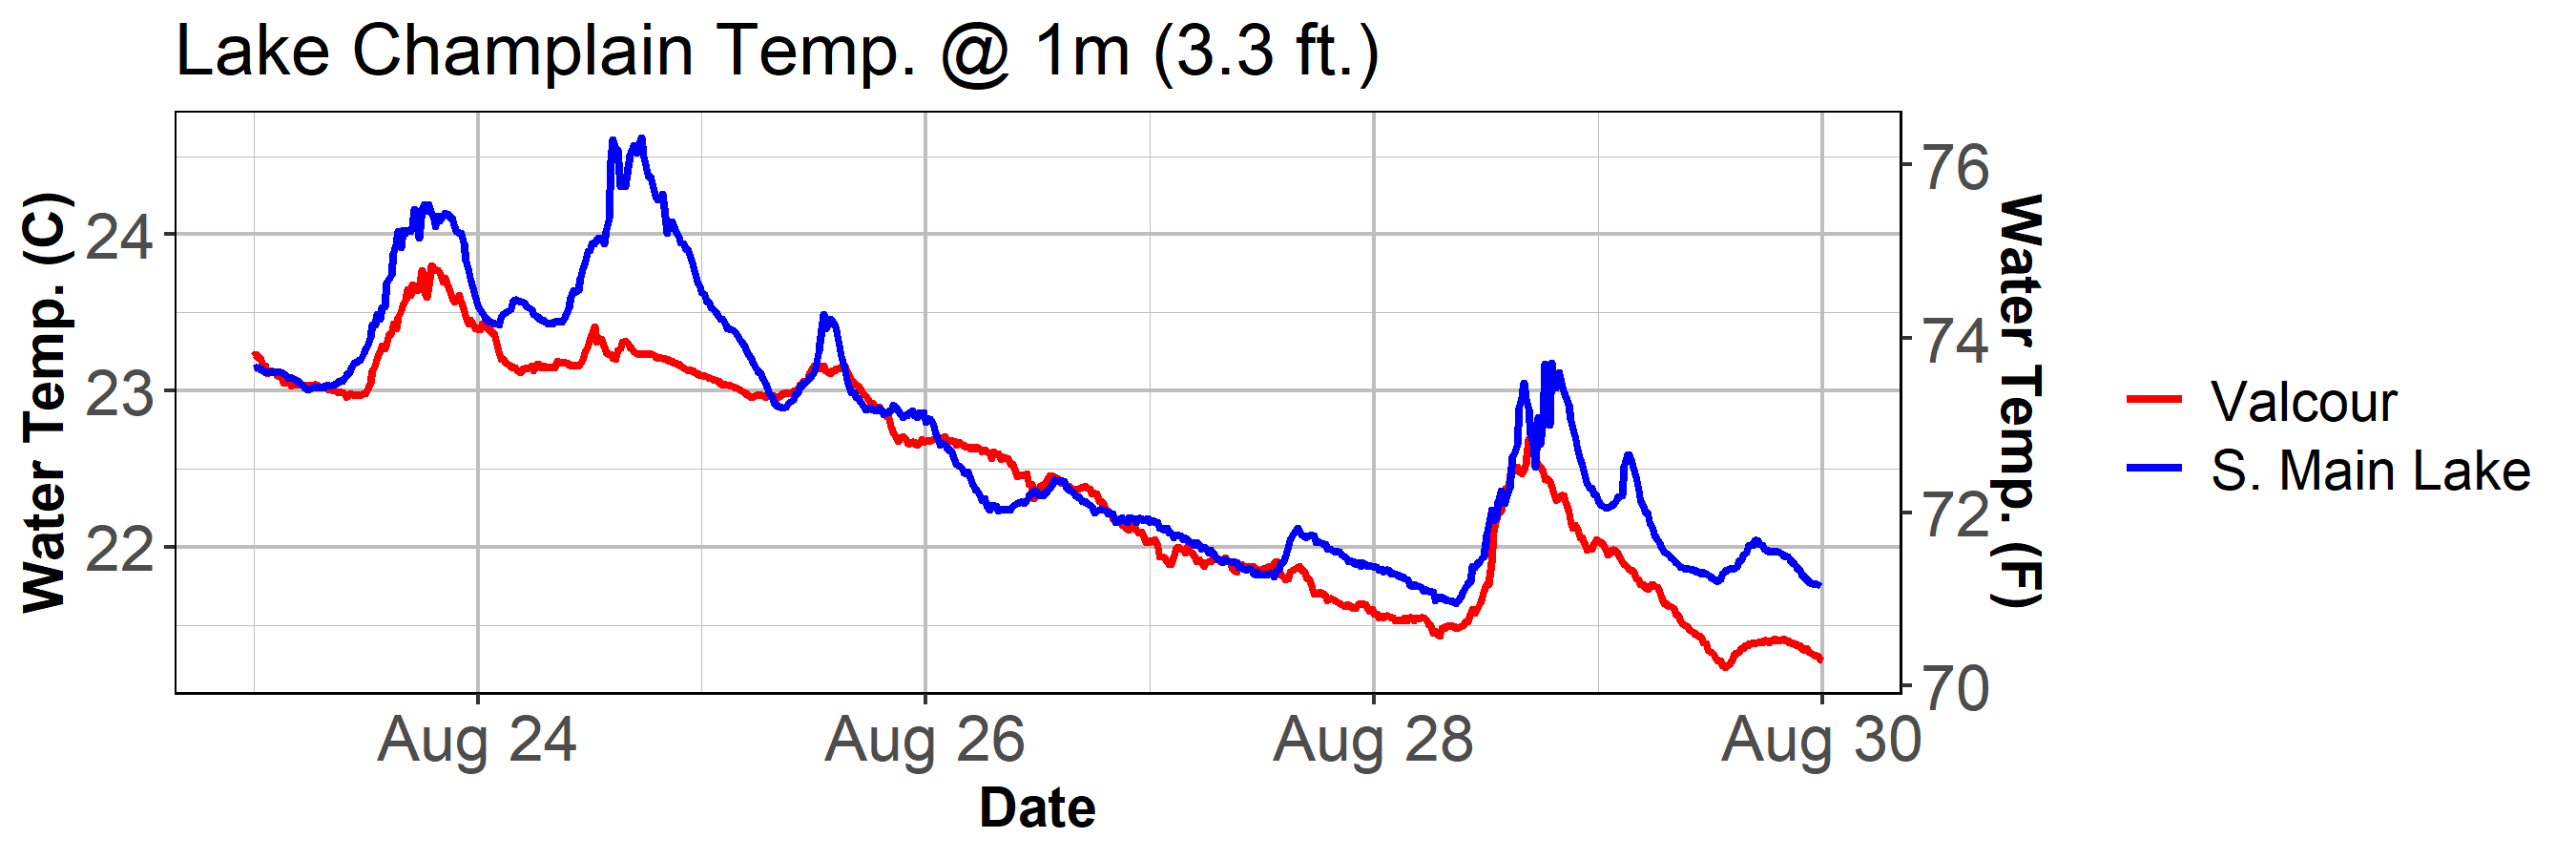 Lake Champlain Temp. @ 1m (3.3 ft.)
Water Temp. (C)
24
23
22
76
74
72
70
Water Temp. (F)
Aug 24
Aug 26
Aug 28
Aug 30
Date
Valcour
S. Main Lake